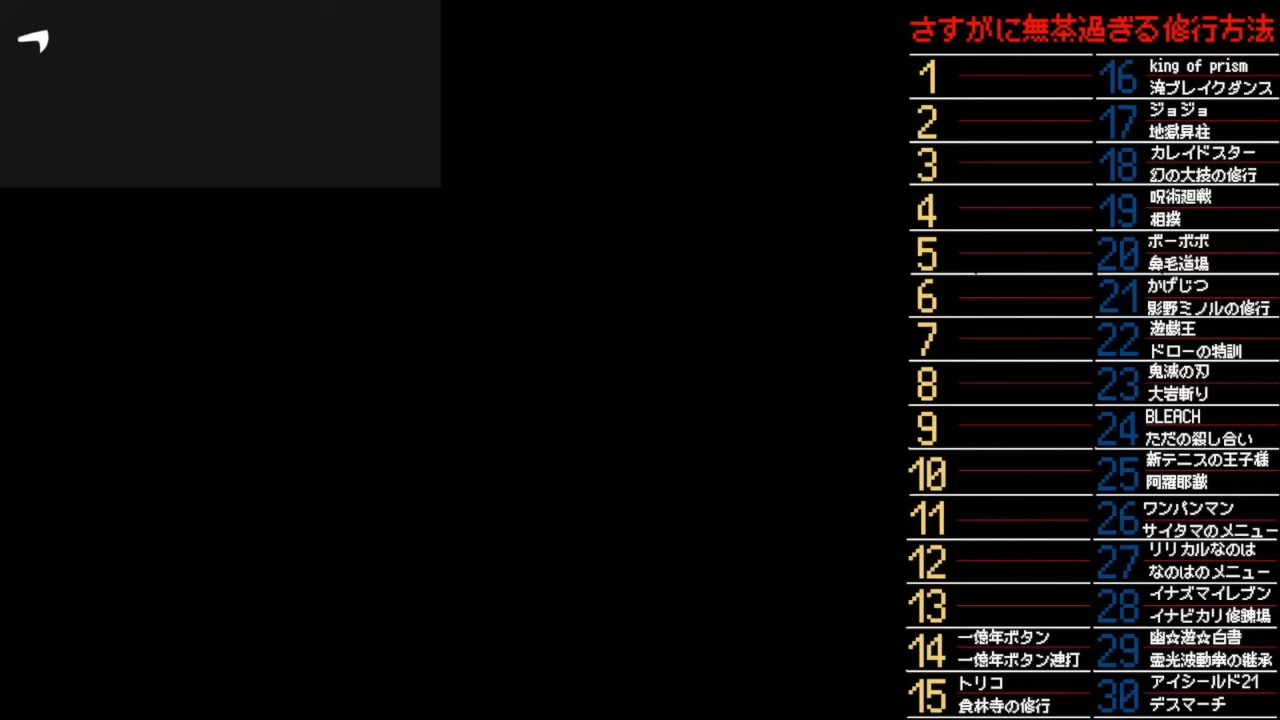 さすがに無茶過ぎる修行方法
1
2
3
4
5
6
7
8
9
10
11
12
13
14
一億年ボタン
一億年ボタン連打
15
トリコ
食林寺の修行
16
king of prism
滝ブレイクダンス
17
ジョジョ
地獄昇柱
18
カレイドスター
幻の大技の修行
19
呪術廻戦
相撲
20
ボーボボ
鼻毛道場
21
かげじつ
影野ミノルの修行
22
遊戯王
ドローの特訓
23
鬼滅の刃
大岩斬り
24
BLEACH
ただの殺し合い
25
新テニスの王子様
阿羅耶識
26
ワンパンマン
サイタマのメニュー
27
リリカルなのは
なのはのメニュー
28
イナズマイレブン
イナビカリ修錬場
29
幽☆遊☆白書
霊光波動拳の継承
30
アイシールド21
デスマーチ